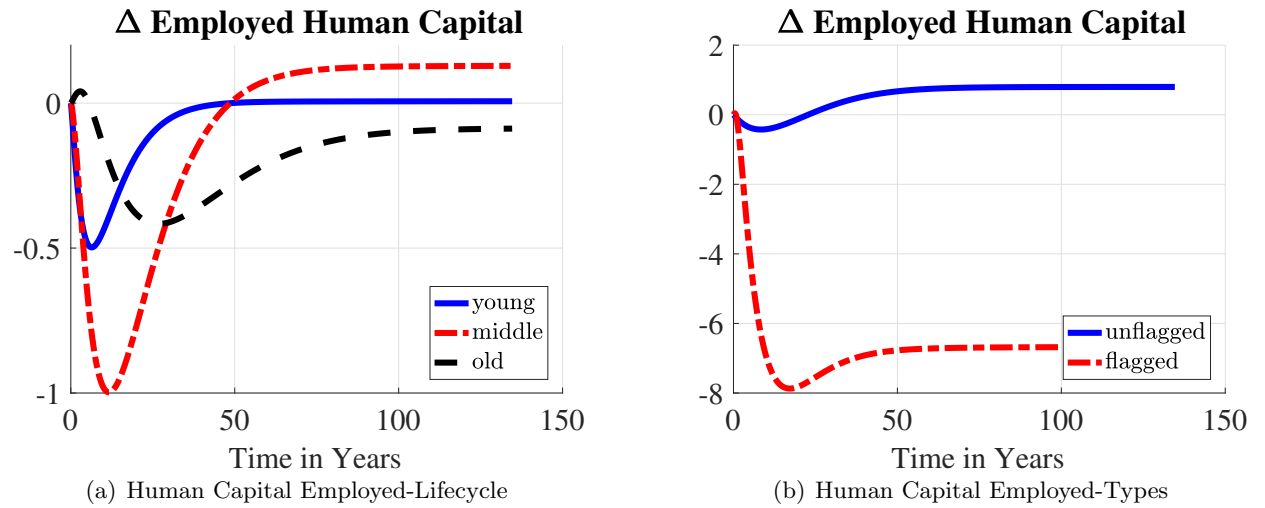 Δ Employed Human Capital
0
-0.5
-1
0
50
100
150
young
middle
old
Time in Years
(a) Human Capital Employed-Lifecycle
Δ Employed Human Capital
2
0
-2
-4
-6
-8
0
50
100
150
unflagged
flagged
Time in Years
(b) Human Capital Employed-Types